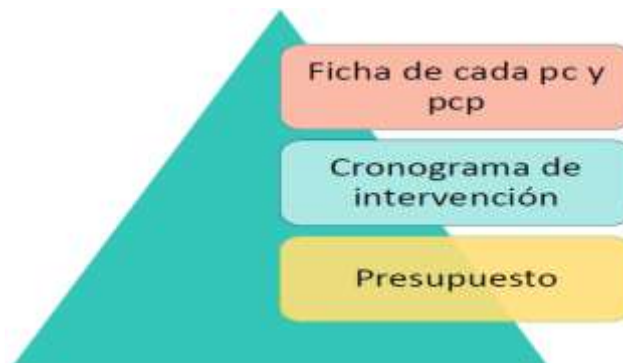 Ficha de cada pc y
pcp
Cronograma de
intervención
Presupuesto